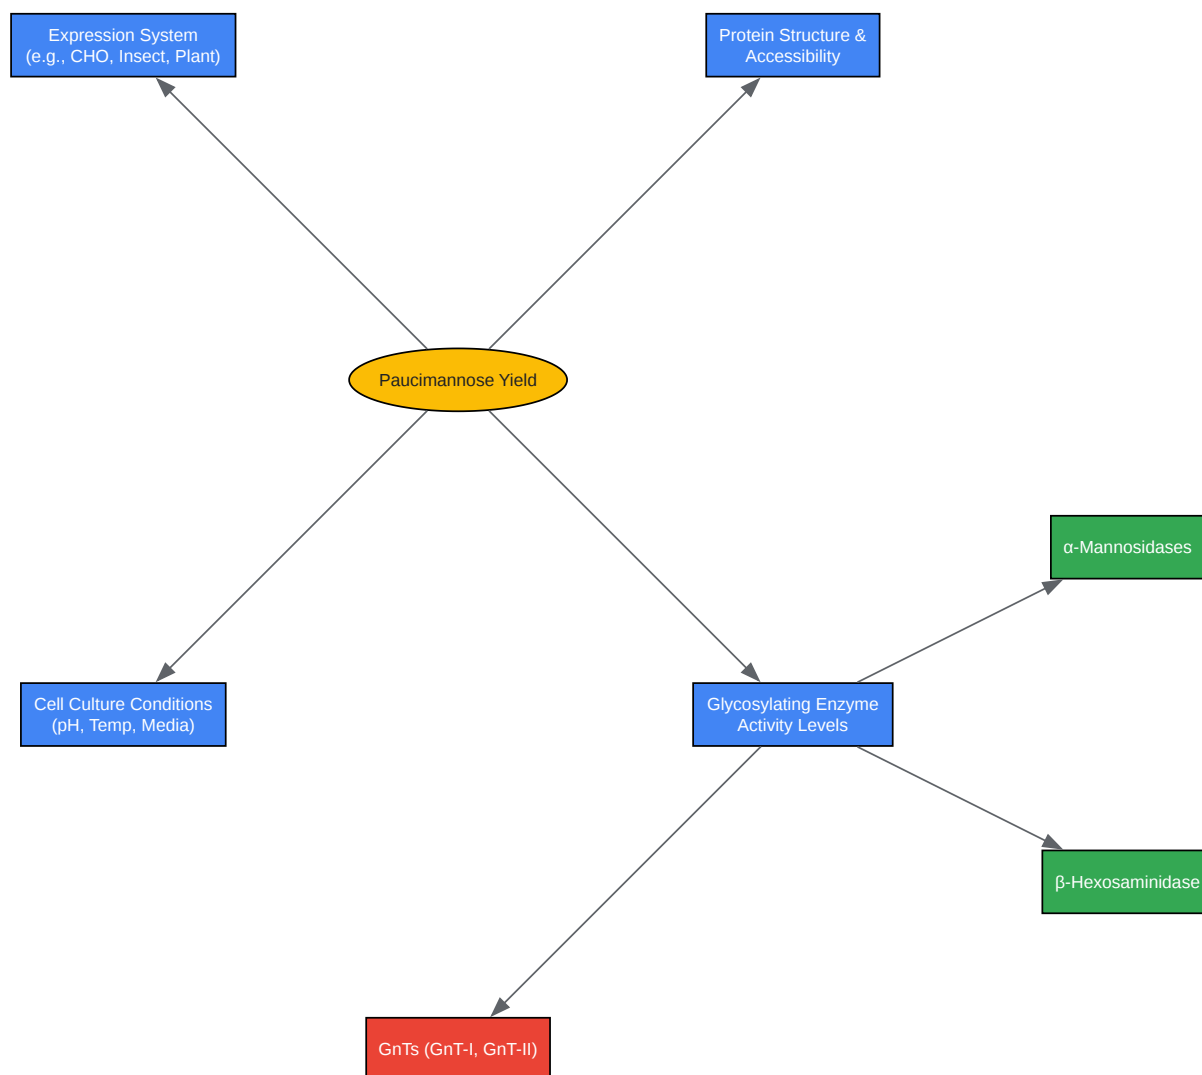 Expression System
(e.g., CHO, Insect, Plant)
Protein Structure &
Accessibility
Paucimannose Yield
α-Mannosidases
Cell Culture Conditions
(pH, Temp, Media)
Glycosylating Enzyme
Activity Levels
β-Hexosaminidase
GnTs (GnT-I, GnT-II)